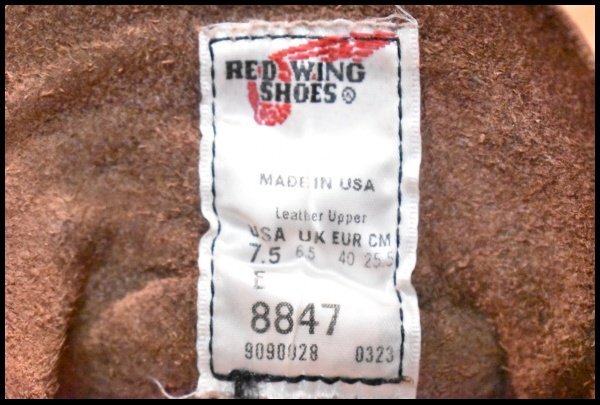 RED WING
SHOES®
MADE IN USA
Leather Upper
USA UK EUR CM
7.5 6.5 40 25.5
E
8847
9090028 0323